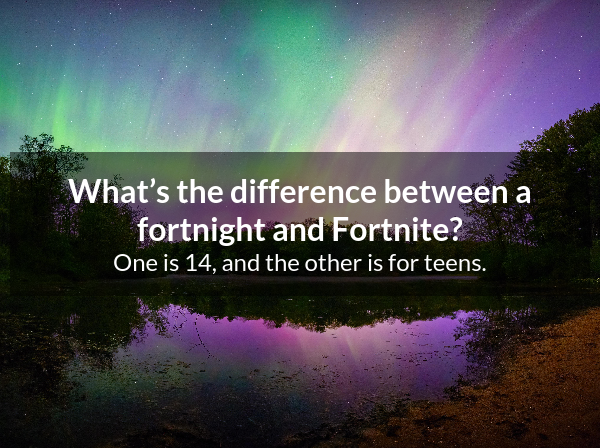 What’s the difference between a
fortnight and Fortnite?
One is 14, and the other is for teens.